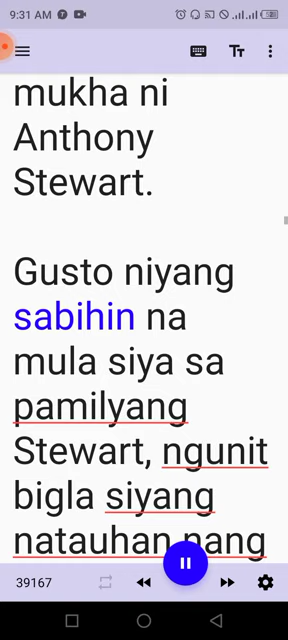 9:31 AM
mukha ni
Anthony
Stewart.
Gusto niyang
sabihin na
mula siya sa
pamilyang
Stewart, ngunit
bigla siyang
natauhan nang
39167